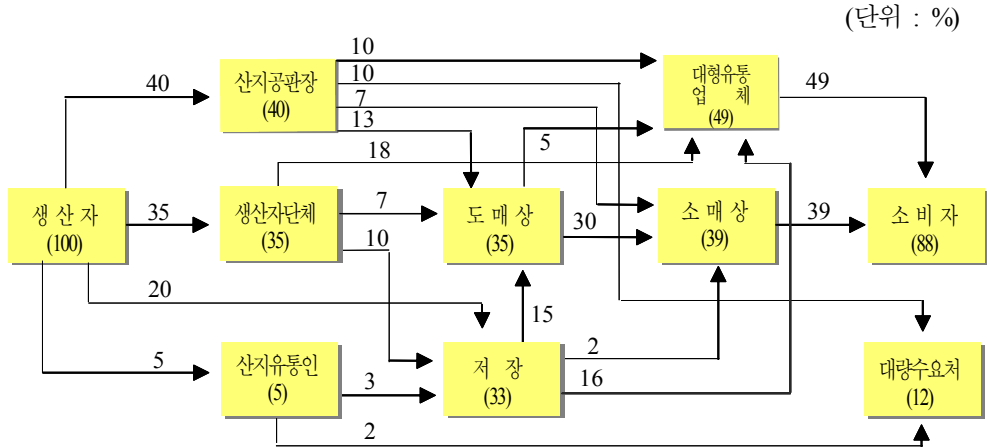 (단위 : %)
10
산지공판장
(40)
10
7
13
40
대형유통
업 체
(49)
49
5
18
생 산 자
(100)
35
생산자단체
(35)
7
10
도 매 상
(35)
30
소 매 상
(39)
39
소 비 자
(88)
20
15
5
산지유통인
(5)
3
저 장
(33)
2
16
대량수요처
(12)
2